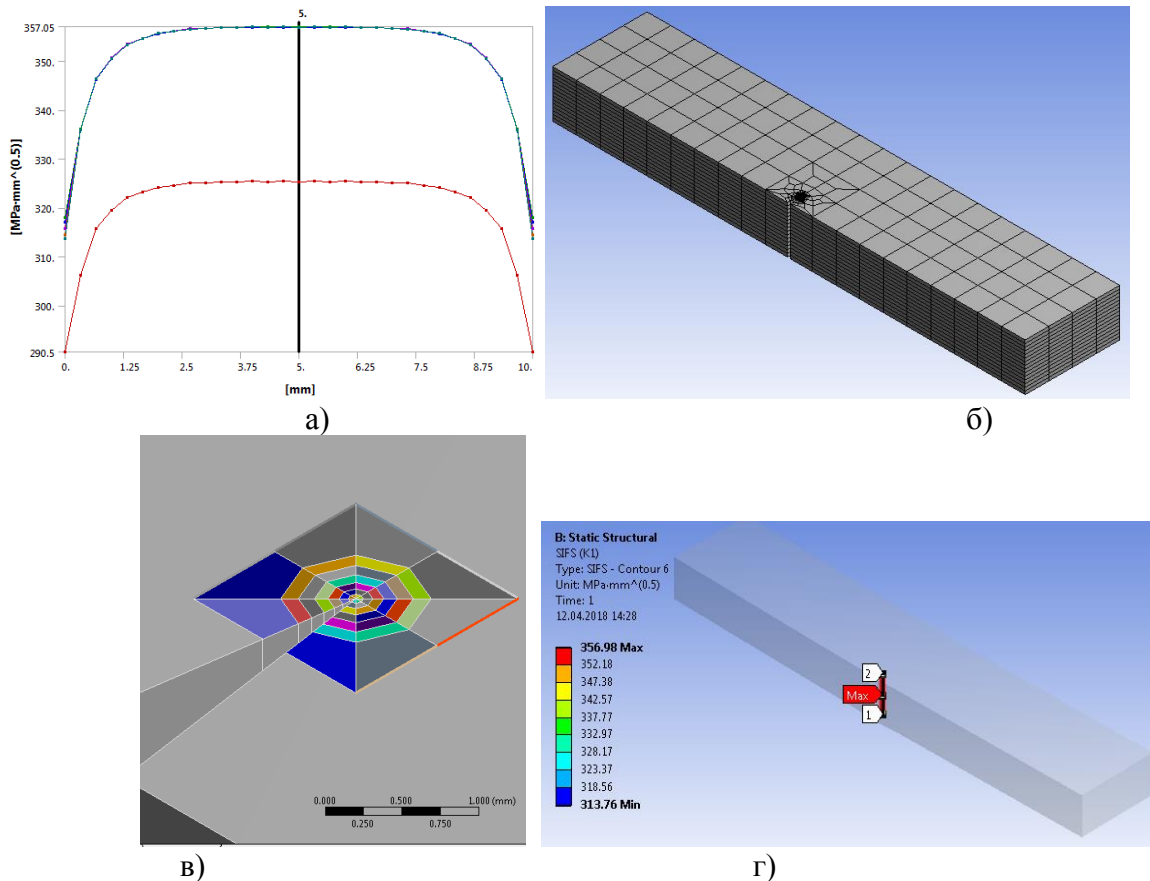 5.
357.05
350.
340.
330.
320.
310.
300.
290.5
[MPa·mm^(0.5)]
0.
1.25
2.5
3.75
5.
6.25
7.5
8.75
10.
[mm]
а)
б)
0.000
0.500
1.000 (mm)
0.250
0.750
B: Static Structural
SIFS (K1)
Type: SIFS - Contour 6
Unit: MPa·mm^(0.5)
Time: 1
12.04.2018 14:28
356.98 Max
352.18
347.38
342.57
337.77
332.97
328.17
323.37
318.56
313.76 Min
2
Max
1
в)
г)